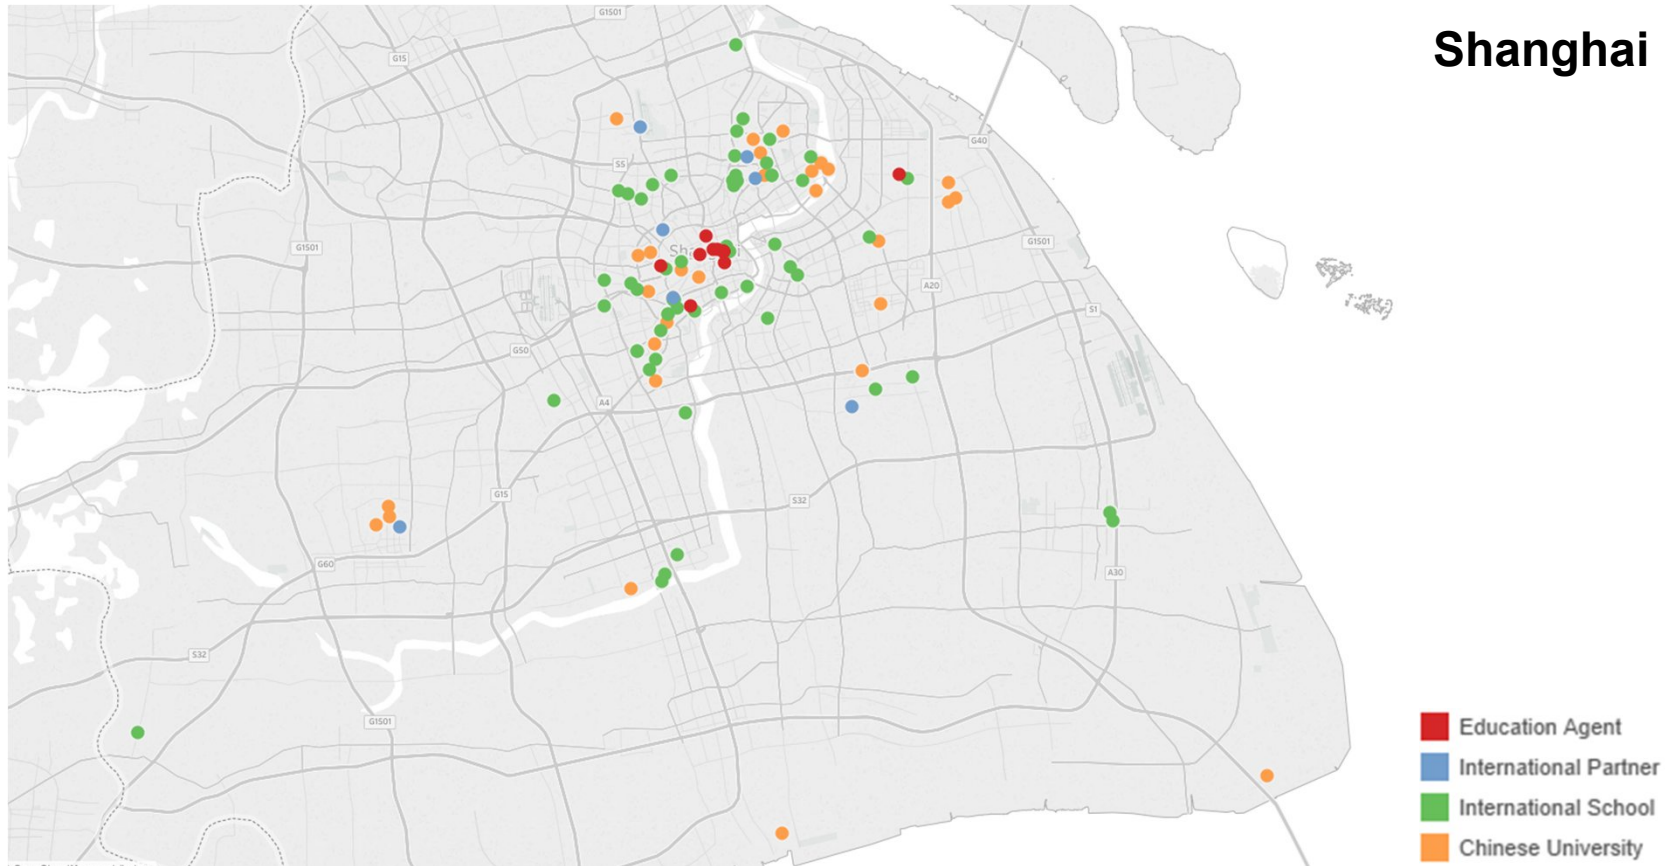 Shanghai
G1501
G15
G40
S5
G1501
G1501
A20
S1
G50
A4
G15
S32
G60
A30
S32
G1501
Education Agent
International Partner
International School
Chinese University